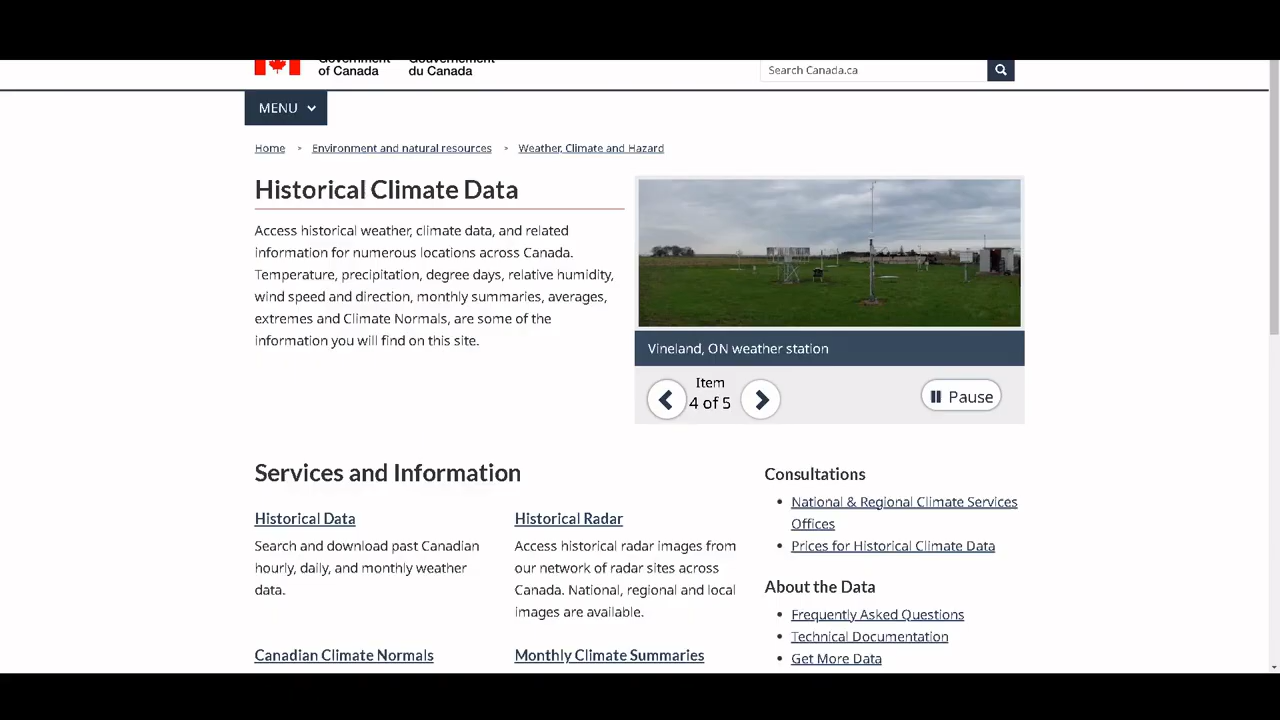 Government Gouvernement
of Canada du Canada
Search Canada.ca
MENU
Home > Environment and natural resources > Weather, Climate and Hazard
Historical Climate Data
Access historical weather, climate data, and related
information for numerous locations across Canada.
Temperature, precipitation, degree days, relative humidity,
wind speed and direction, monthly summaries, averages,
extremes and Climate Normals, are some of the
information you will find on this site.
Vineland, ON weather station
Item
4 of 5
Pause
Services and Information
Historical Data
Search and download past Canadian
hourly, daily, and monthly weather
data.
Historical Radar
Access historical radar images from
our network of radar sites across
Canada. National, regional and local
images are available.
Canadian Climate Normals
Monthly Climate Summaries
Consultations
• National & Regional Climate Services
Offices
• Prices for Historical Climate Data
About the Data
• Frequently Asked Questions
• Technical Documentation
• Get More Data